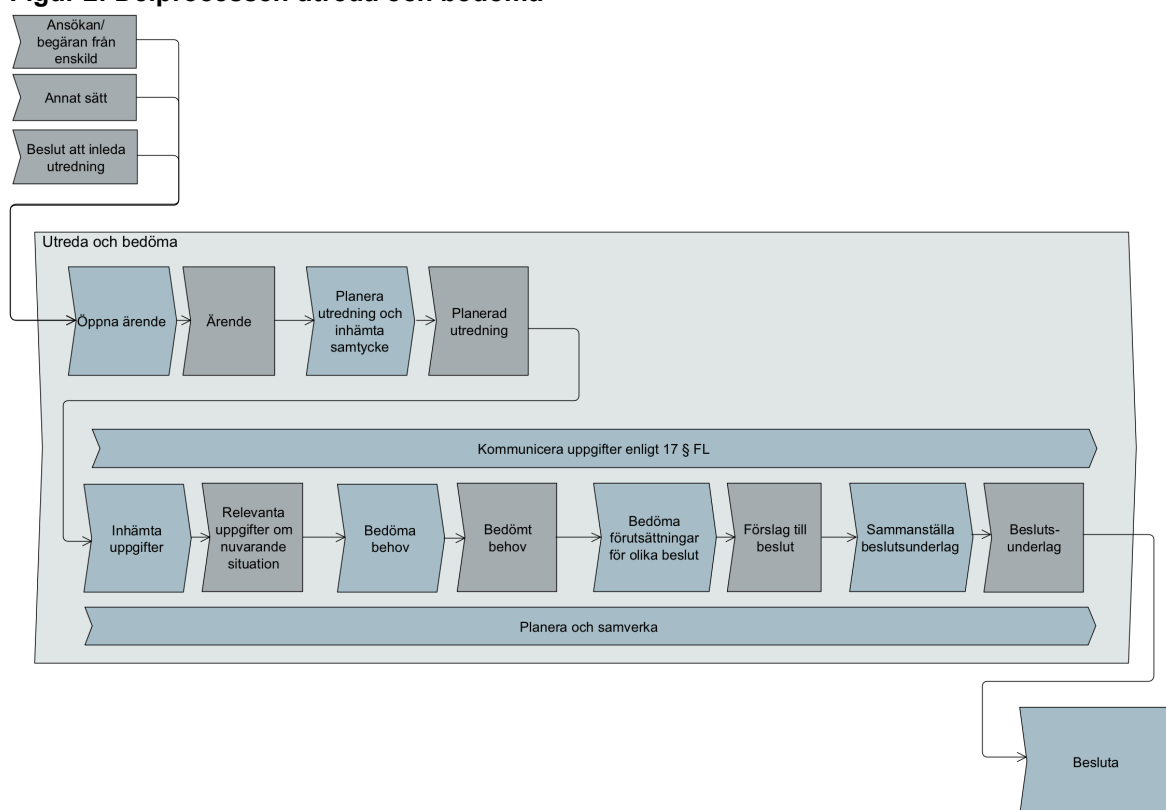 Ansökan/
begäran från
enskild
Annat sätt
Beslut att inleda
utredning
Utreda och bedöma
Öppna ärende
Ärende
Planera
utredning och
inhämta
samtycke
Planerad
utredning
Kommunicera uppgifter enligt 17 § FL
Inhämta
uppgifter
Relevanta
uppgifter om
nuvarande
situation
Bedöma
behov
Bedömt
behov
Bedöma
förutsättningar
för olika beslut
Förslag till
beslut
Sammanställa
beslutsunderlag
Besluts-
underlag
Planera och samverka
Besluta